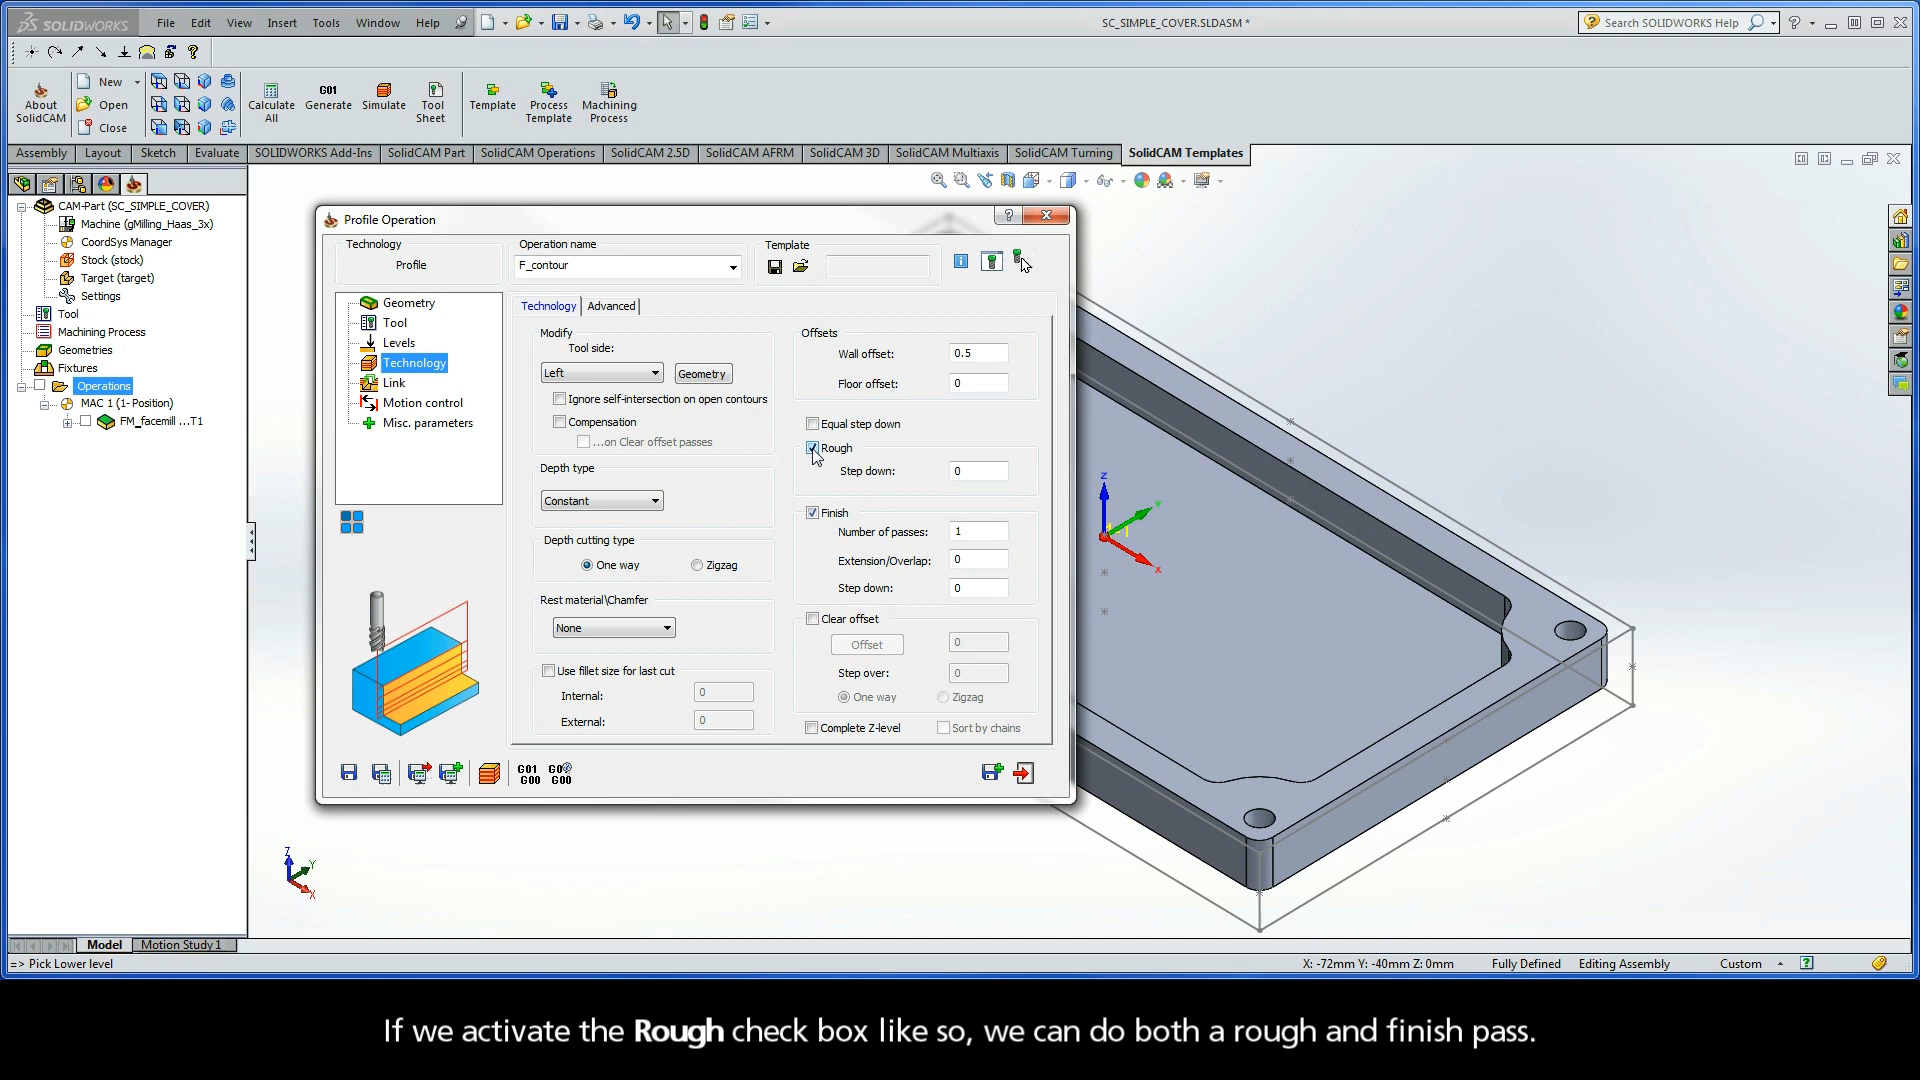 SOLIDWORKS File Edit View Insert Tools Window Help SC_SIMPLE_COVER.SLDASM * Search SOLIDWORKS Help
About SolidCAM
New
Open
Close
Calculate All
G01 Generate
Simulate
Tool Sheet
Template
Process Template
Machining Process
Assembly Layout Sketch Evaluate SOLIDWORKS Add-Ins SolidCAM Part SolidCAM Operations SolidCAM 2.5D SolidCAM AFRM SolidCAM 3D SolidCAM Multiaxis SolidCAM Turning SolidCAM Templates
CAM-Part (SC_SIMPLE_COVER)
Machine (gMilling_Haas_3x)
CoordSys Manager
Stock (stock)
Target (target)
Settings
Tool
Machining Process
Geometries
Fixtures
Operations
MAC 1 (1- Position)
FM_facemill ...T1
Profile Operation
Technology
Profile
Operation name
F_contour
Template
Geometry
Tool
Levels
Technology
Link
Motion control
Misc. parameters
Technology Advanced
Modify
Tool side:
Left Geometry
Ignore self-intersection on open contours
Compensation
...on Clear offset passes
Depth type
Constant
Depth cutting type
One way Zigzag
Rest material\Chamfer
None
Use fillet size for last cut
Internal: 0
External: 0
Offsets
Wall offset: 0.5
Floor offset: 0
Equal step down
Rough
Step down: 0
Finish
Number of passes: 1
Extension/Overlap: 0
Step down: 0
Clear offset
Offset 0
Step over: 0
One way Zigzag
Complete Z-level Sort by chains
G01 G00
G00 G00
Z
Y
X
Z
Y
X
Model Motion Study 1
=> Pick Lower level X: -72mm Y: -40mm Z: 0mm Fully Defined Editing Assembly Custom
If we activate the Rough check box like so, we can do both a rough and finish pass.